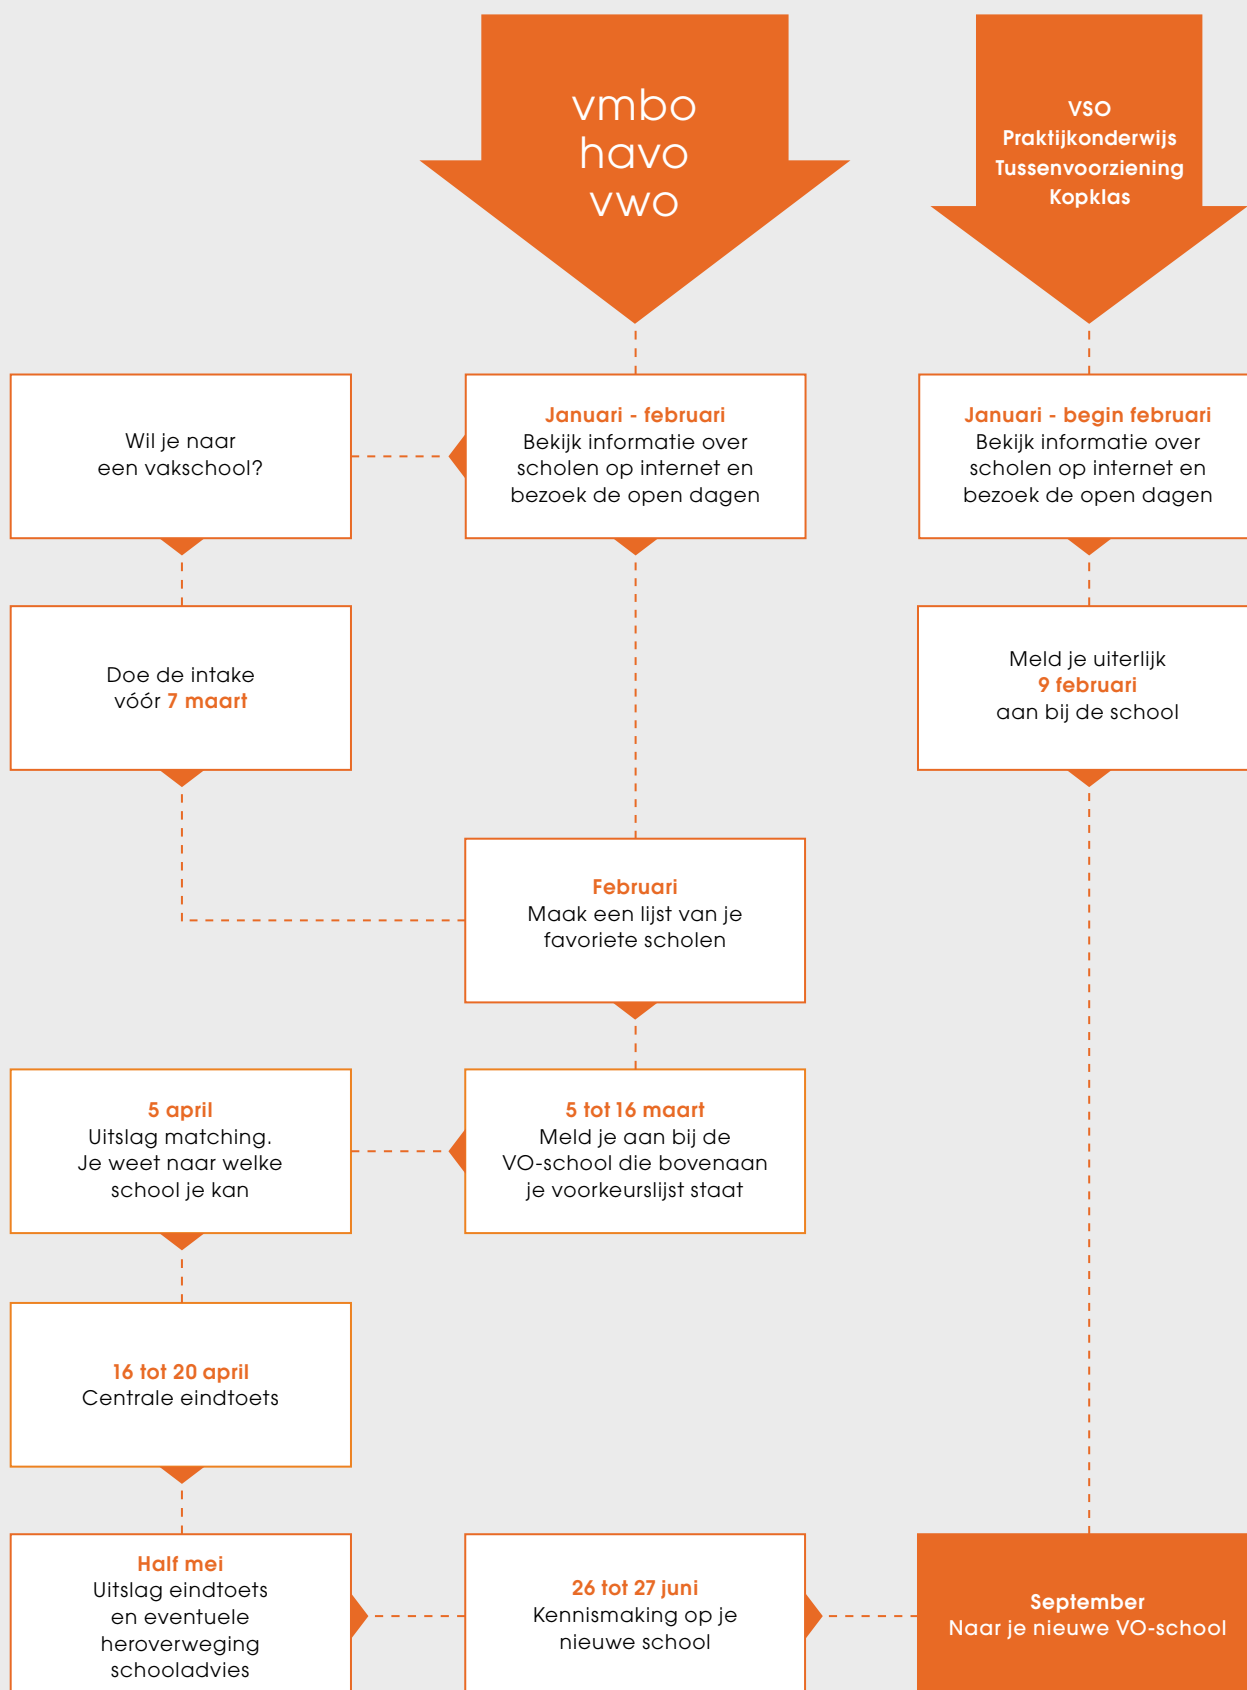 vmbo
havo
vwo
VSO
Praktijkonderwijs
Tussenvoorziening
Kopklas
Wil je naar
een vakschool?
Januari - februari
Bekijk informatie over
scholen op internet en
bezoek de open dagen
Januari - begin februari
Bekijk informatie over
scholen op internet en
bezoek de open dagen
Doe de intake
vóór 7 maart
Meld je uiterlijk
9 februari
aan bij de school
Februari
Maak een lijst van je
favoriete scholen
5 april
Uitslag matching.
Je weet naar welke
school je kan
5 tot 16 maart
Meld je aan bij de
VO-school die bovenaan
je voorkeurslijst staat
16 tot 20 april
Centrale eindtoets
Half mei
Uitslag eindtoets
en eventuele
heroverweging
schooladvies
26 tot 27 juni
Kennismaking op je
nieuwe school
September
Naar je nieuwe VO-school